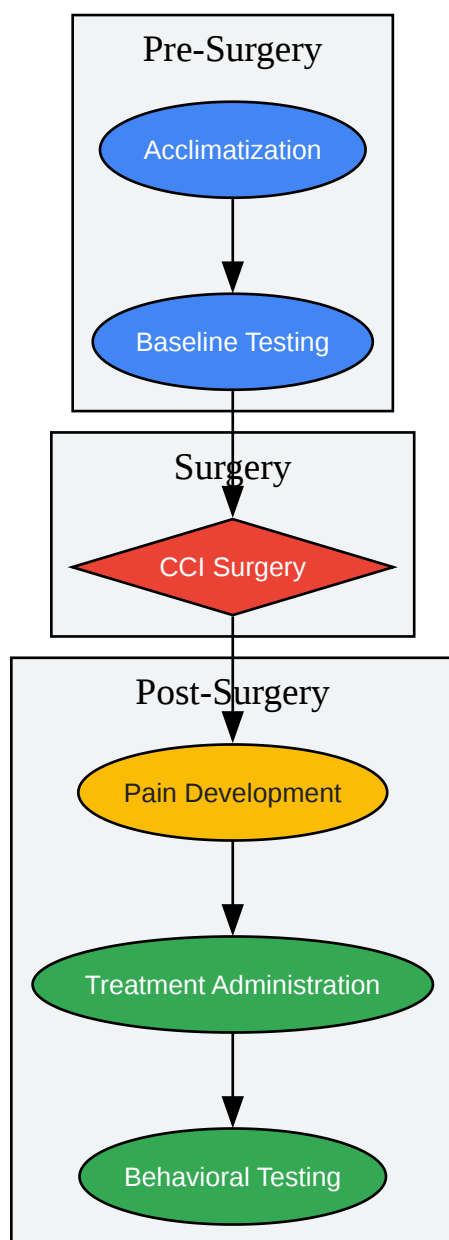 Pre-Surgery
Acclimatization
Baseline Testing
Surgery
CCI Surgery
Post-Surgery
Pain Development
Treatment Administration
Behavioral Testing